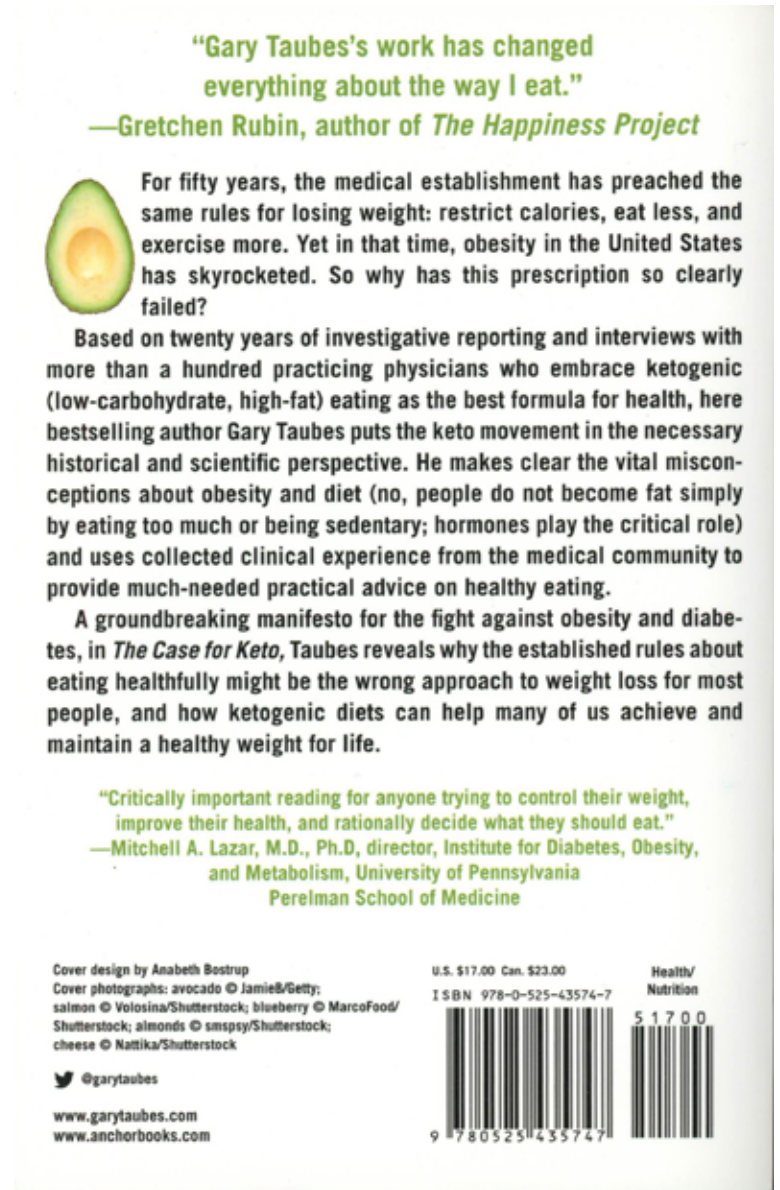 “Gary Taubes’s work has changed
everything about the way I eat.”
—Gretchen Rubin, author of The Happiness Project
For fifty years, the medical establishment has preached the
same rules for losing weight: restrict calories, eat less, and
exercise more. Yet in that time, obesity in the United States
has skyrocketed. So why has this prescription so clearly
failed?
Based on twenty years of investigative reporting and interviews with
more than a hundred practicing physicians who embrace ketogenic
(low-carbohydrate, high-fat) eating as the best formula for health, here
bestselling author Gary Taubes puts the keto movement in the necessary
historical and scientific perspective. He makes clear the vital miscon-
ceptions about obesity and diet (no, people do not become fat simply
by eating too much or being sedentary; hormones play the critical role)
and uses collected clinical experience from the medical community to
provide much-needed practical advice on healthy eating.
A groundbreaking manifesto for the fight against obesity and diabe-
tes, in The Case for Keto, Taubes reveals why the established rules about
eating healthfully might be the wrong approach to weight loss for most
people, and how ketogenic diets can help many of us achieve and
maintain a healthy weight for life.
“Critically important reading for anyone trying to control their weight,
improve their health, and rationally decide what they should eat.”
—Mitchell A. Lazar, M.D., Ph.D, director, Institute for Diabetes, Obesity,
and Metabolism, University of Pennsylvania
Perelman School of Medicine
Cover design by Anabeth Bostrup
Cover photographs: avocado © JamieB/Getty;
salmon © Volosina/Shutterstock; blueberry © MarcoFood/
Shutterstock; almonds © smspsy/Shutterstock;
cheese © Nattika/Shutterstock
@garytaubes
www.garytaubes.com
www.anchorbooks.com
U.S. $17.00 Can. $23.00
ISBN 978-0-525-43574-7
Health/
Nutrition
51700
9 780525 435747